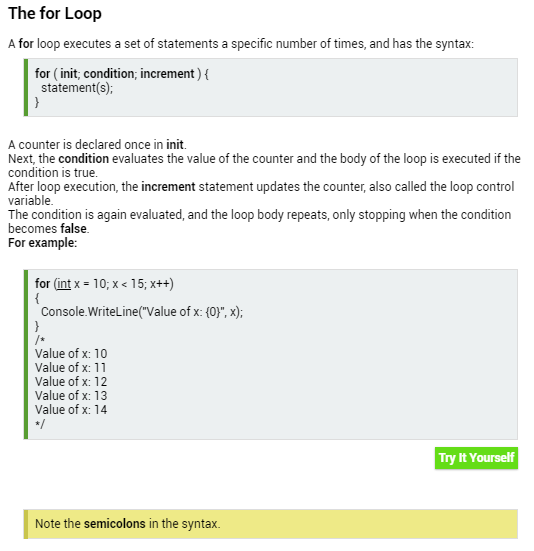 The for Loop
A for loop executes a set of statements a specific number of times, and has the syntax:
for ( init; condition; increment ) {
statement(s);
}
A counter is declared once in init.
Next, the condition evaluates the value of the counter and the body of the loop is executed if the
condition is true.
After loop execution, the increment statement updates the counter, also called the loop control
variable.
The condition is again evaluated, and the loop body repeats, only stopping when the condition
becomes false.
For example:
for (int x = 10; x < 15; x++)
{
Console.WriteLine("Value of x: {0}", x);
}
/*
Value of x: 10
Value of x: 11
Value of x: 12
Value of x: 13
Value of x: 14
*/
Try It Yourself
Note the semicolons in the syntax.